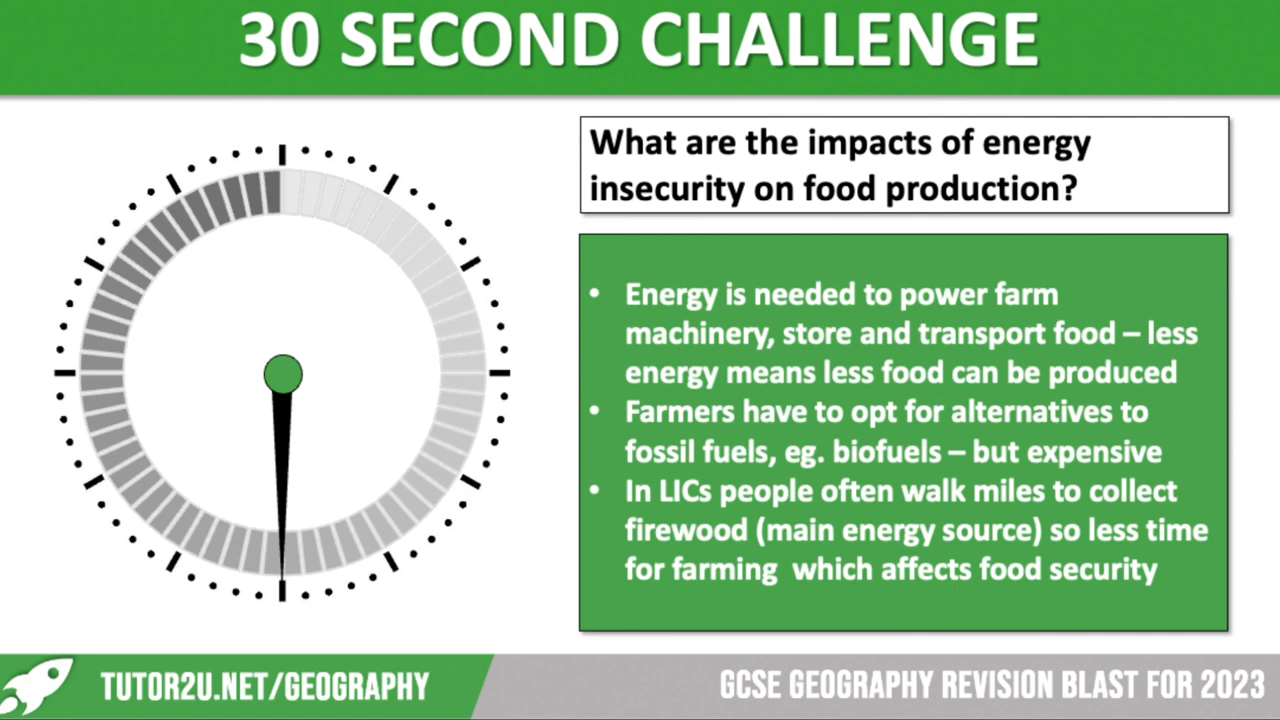 30 SECOND CHALLENGE
What are the impacts of energy
insecurity on food production?
• Energy is needed to power farm
machinery, store and transport food – less
energy means less food can be produced
• Farmers have to opt for alternatives to
fossil fuels, eg. biofuels – but expensive
• In LICs people often walk miles to collect
firewood (main energy source) so less time
for farming  which affects food security
TUTOR2U.NET/GEOGRAPHY
GCSE GEOGRAPHY REVISION BLAST FOR 2023